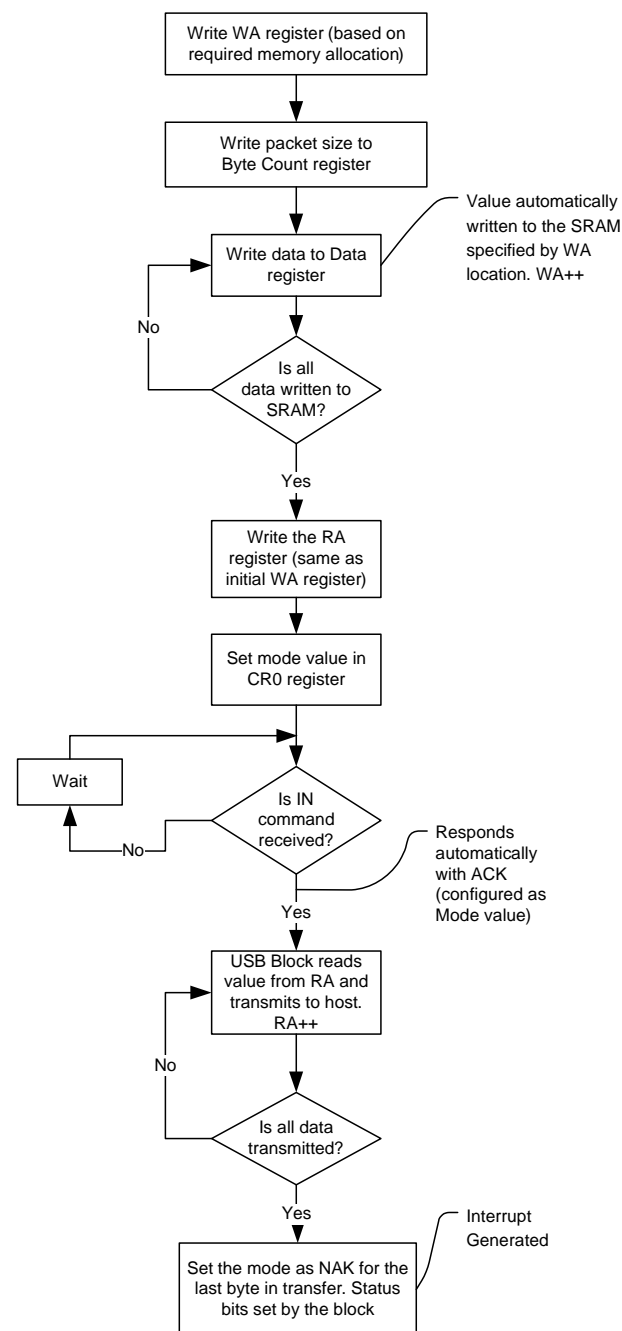 Write WA register (based on
required memory allocation)
Write packet size to
Byte Count register
Value automatically
written to the SRAM
specified by WA
location. WA++
Write data to Data
register
No
Is all
data written to
SRAM?
Yes
Write the RA
register (same as
initial WA register)
Set mode value in
CR0 register
Wait
Is IN
command
received?
No
Responds
automatically
with ACK
(configured as
Mode value)
Yes
USB Block reads
value from RA and
transmits to host.
RA++
No
Is all data
transmitted?
Yes
Interrupt
Generated
Set the mode as NAK for the
last byte in transfer. Status
bits set by the block